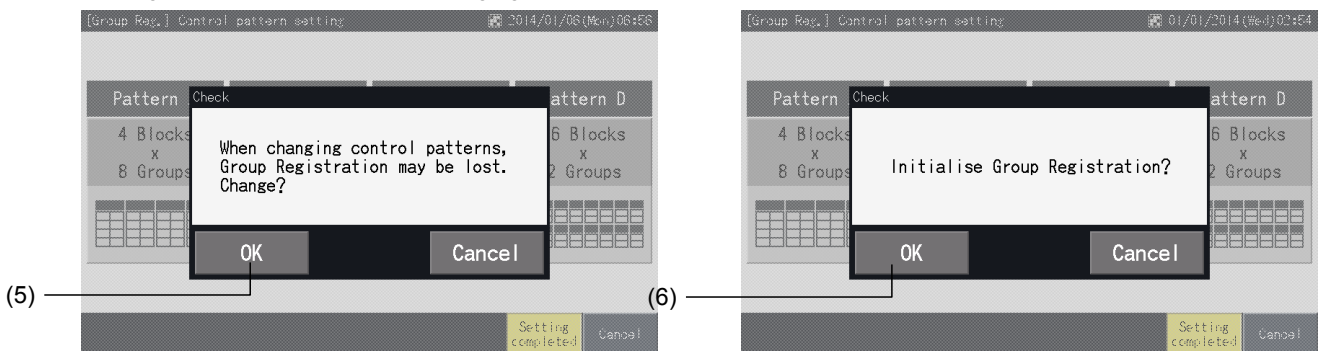 [Group Reg.] Control pattern setting 2014/01/06(Mon)06:56
Pattern
attern D
4 Blocks
x
8 Groups
6 Blocks
x
2 Groups
Check
When changing control patterns,
Group Registration may be lost.
Change?
OK Cancel
(5)
Setting
completed
Cancel
[Group Reg.] Control pattern setting 01/01/2014(Wed)02:54
Pattern
attern D
4 Blocks
x
8 Groups
6 Blocks
x
2 Groups
Check
Initialise Group Registration?
OK Cancel
(6)
Setting
completed
Cancel